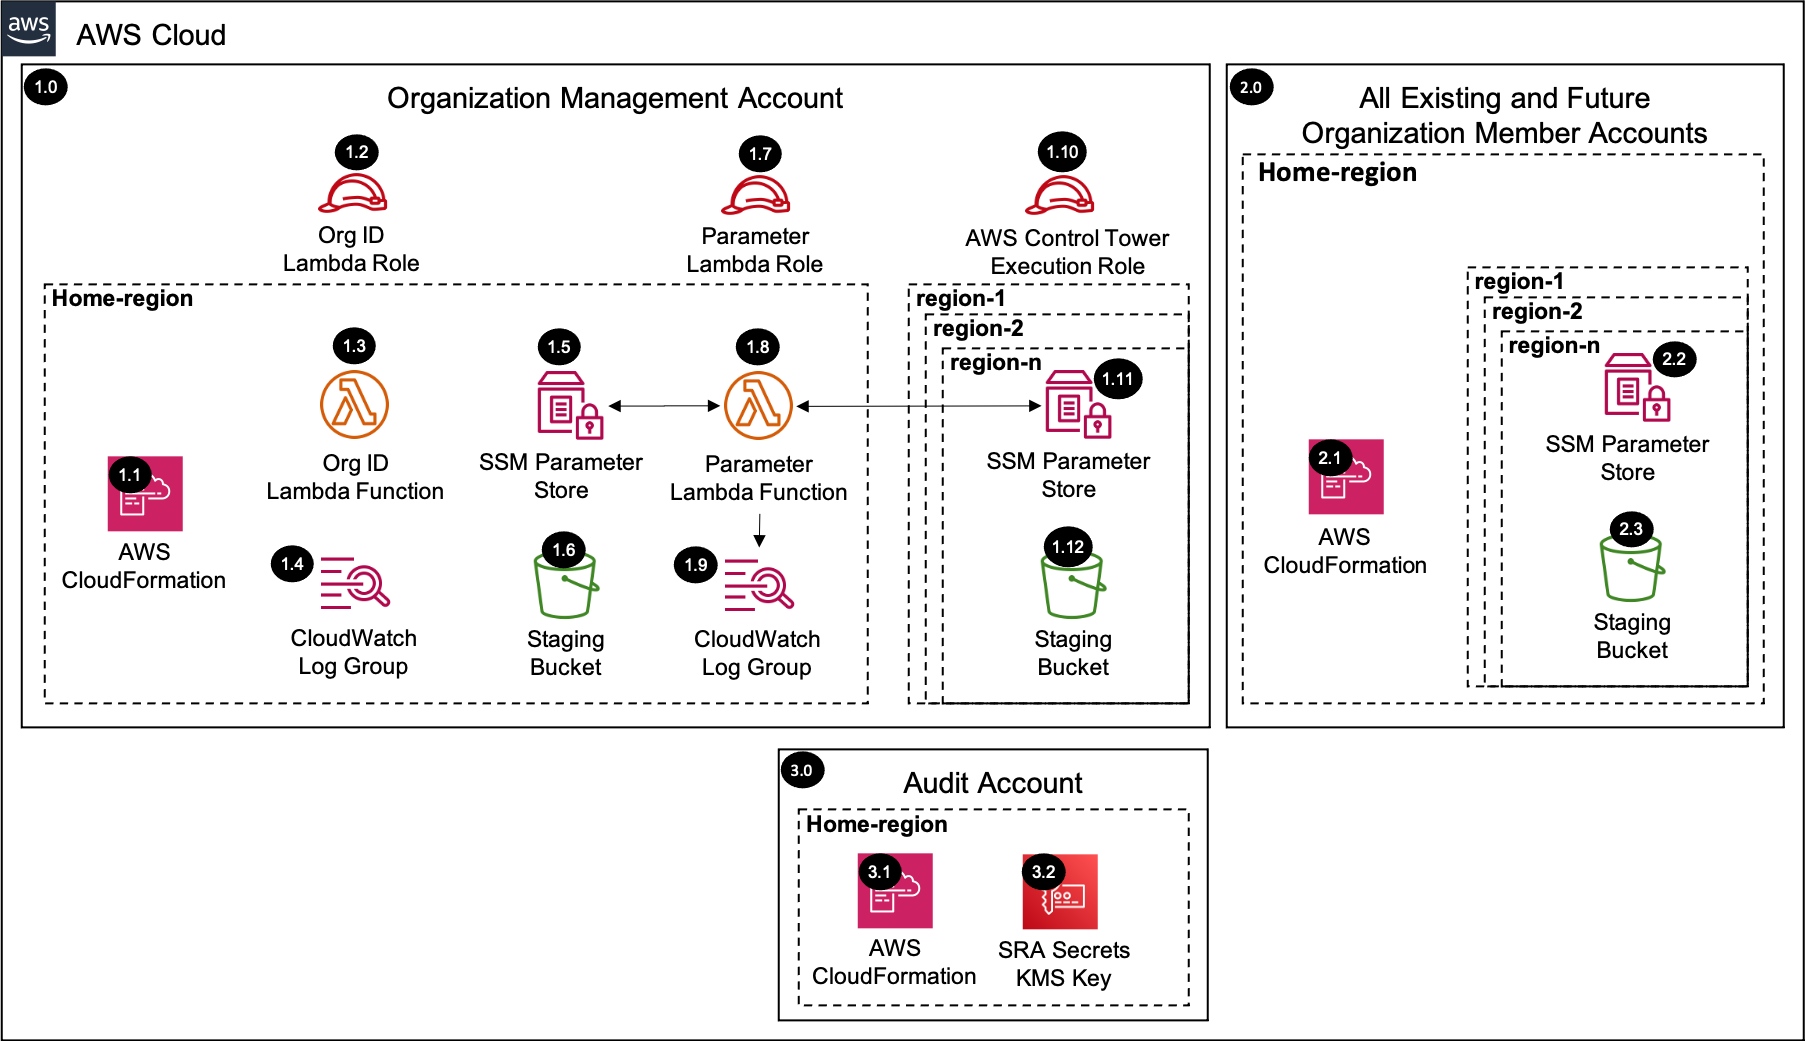 aws
AWS Cloud
1.0
Organization Management Account
1.2
Org ID
Lambda Role
1.7
Parameter
Lambda Role
1.10
AWS Control Tower
Execution Role
Home-region
1.1
AWS
CloudFormation
1.3
Org ID
Lambda Function
1.4
CloudWatch
Log Group
1.5
SSM Parameter
Store
1.6
Staging
Bucket
1.8
Parameter
Lambda Function
1.9
CloudWatch
Log Group
region-1
region-2
region-n
1.11
SSM Parameter
Store
1.12
Staging
Bucket
2.0
All Existing and Future
Organization Member Accounts
Home-region
2.1
AWS
CloudFormation
region-1
region-2
region-n
2.2
SSM Parameter
Store
2.3
Staging
Bucket
3.0
Audit Account
Home-region
3.1
AWS
CloudFormation
3.2
SRA Secrets
KMS Key